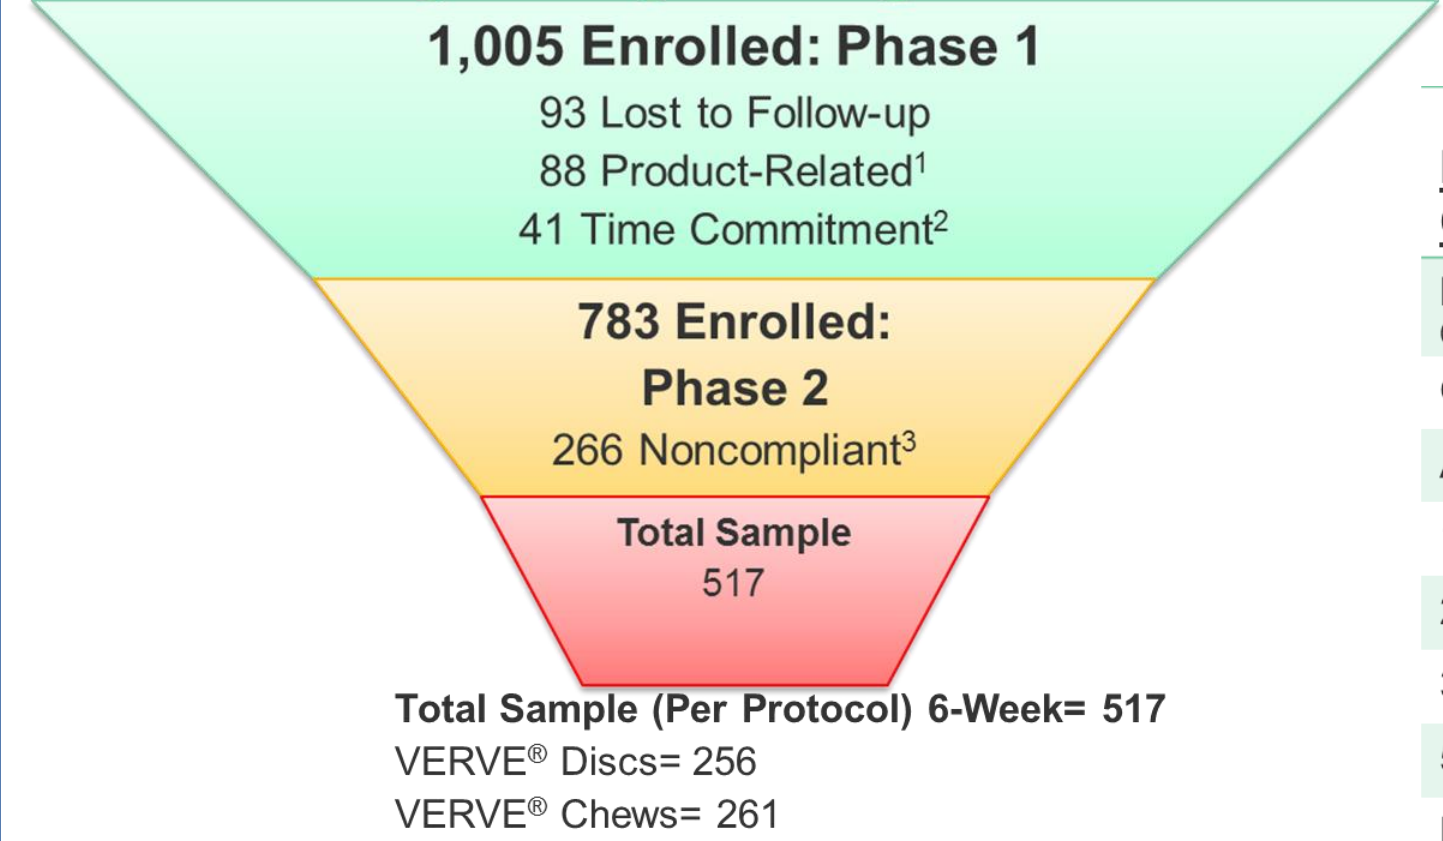 1,005 Enrolled: Phase 1
93 Lost to Follow-up
88 Product-Related¹
41 Time Commitment²
783 Enrolled:
Phase 2
266 Noncompliant³
Total Sample
517
Total Sample (Per Protocol) 6-Week= 517
VERVE® Discs= 256
VERVE® Chews= 261